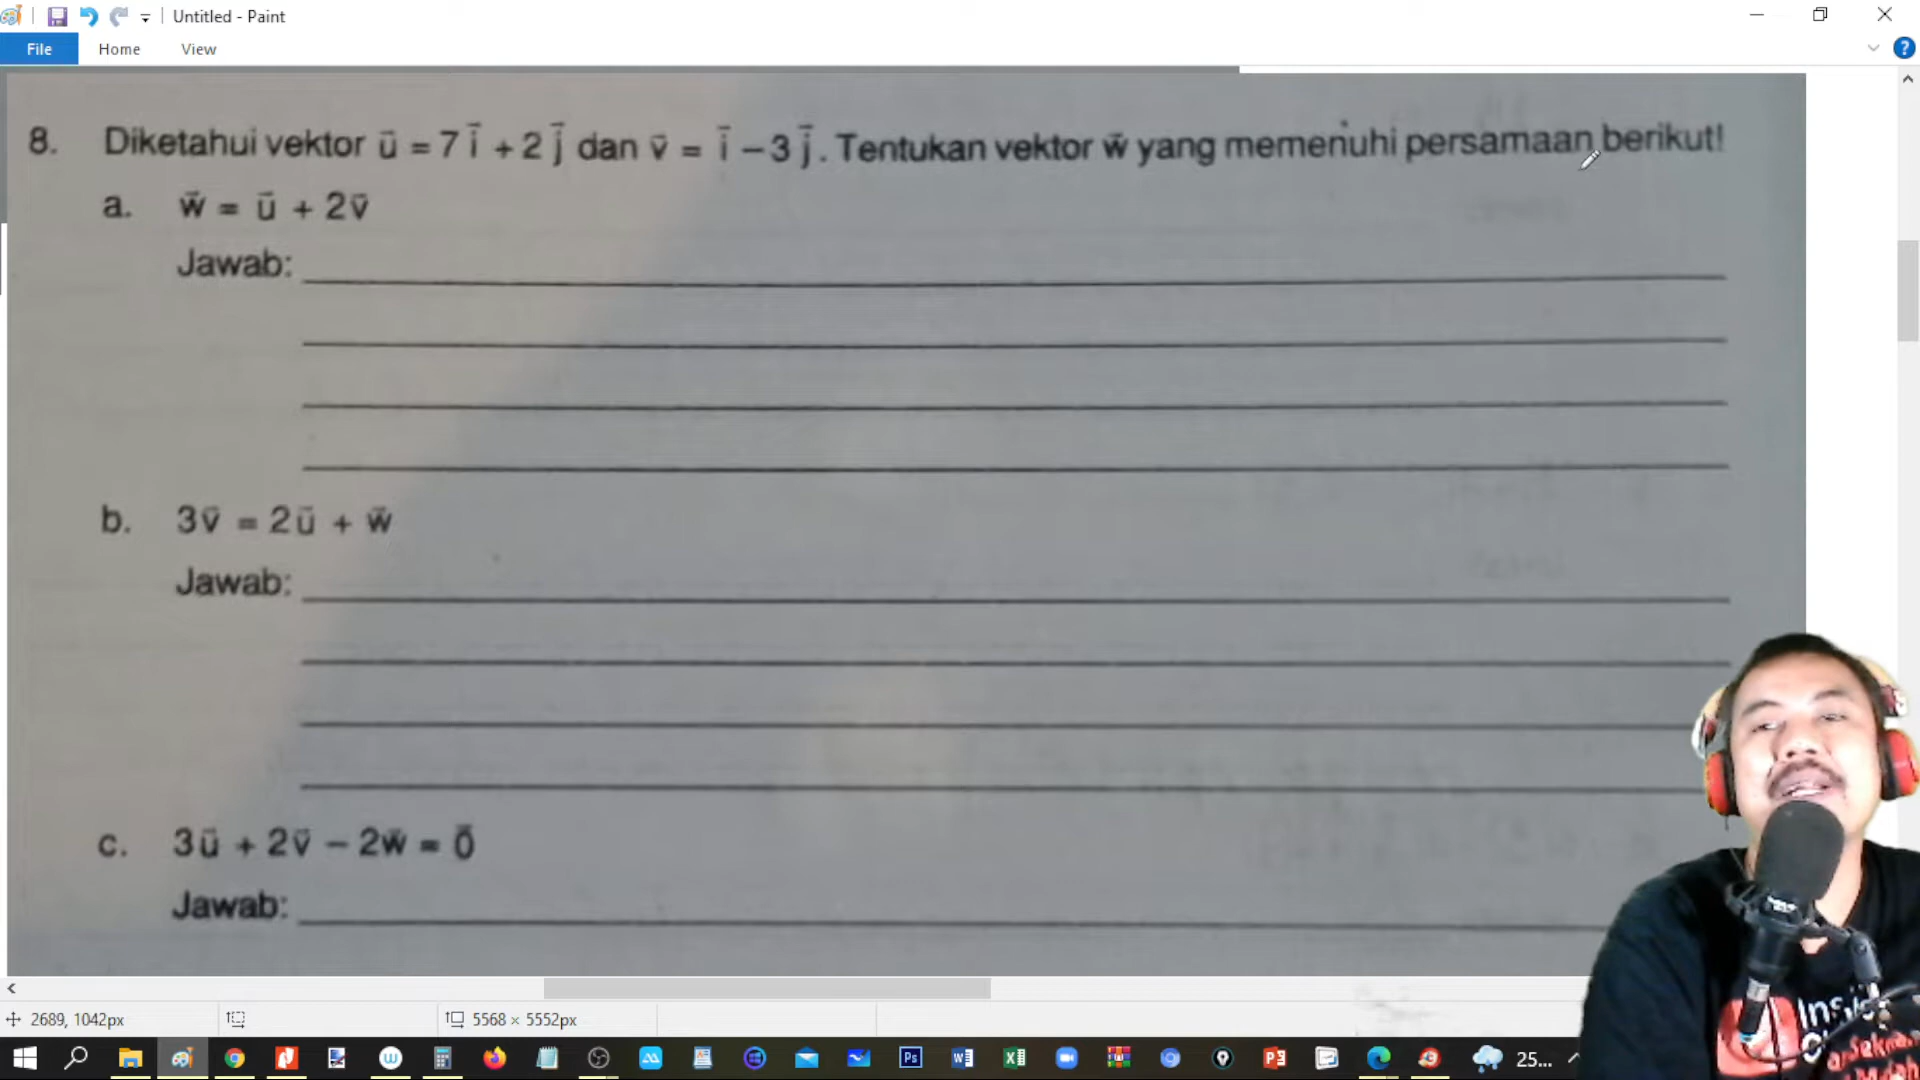 Untitled - Paint
File Home View
8. Diketahui vektor ū = 7 ī + 2 j̄ dan v̄ = ī – 3 j̄. Tentukan vektor w̄ yang memenuhi persamaan berikut!
a. w̄ = ū + 2v̄
Jawab:
b. 3v̄ = 2ū + w̄
Jawab:
c. 3ū + 2v̄ – 2w̄ = 0̄
Jawab:
2689, 1042px
5568 × 5552px
25...